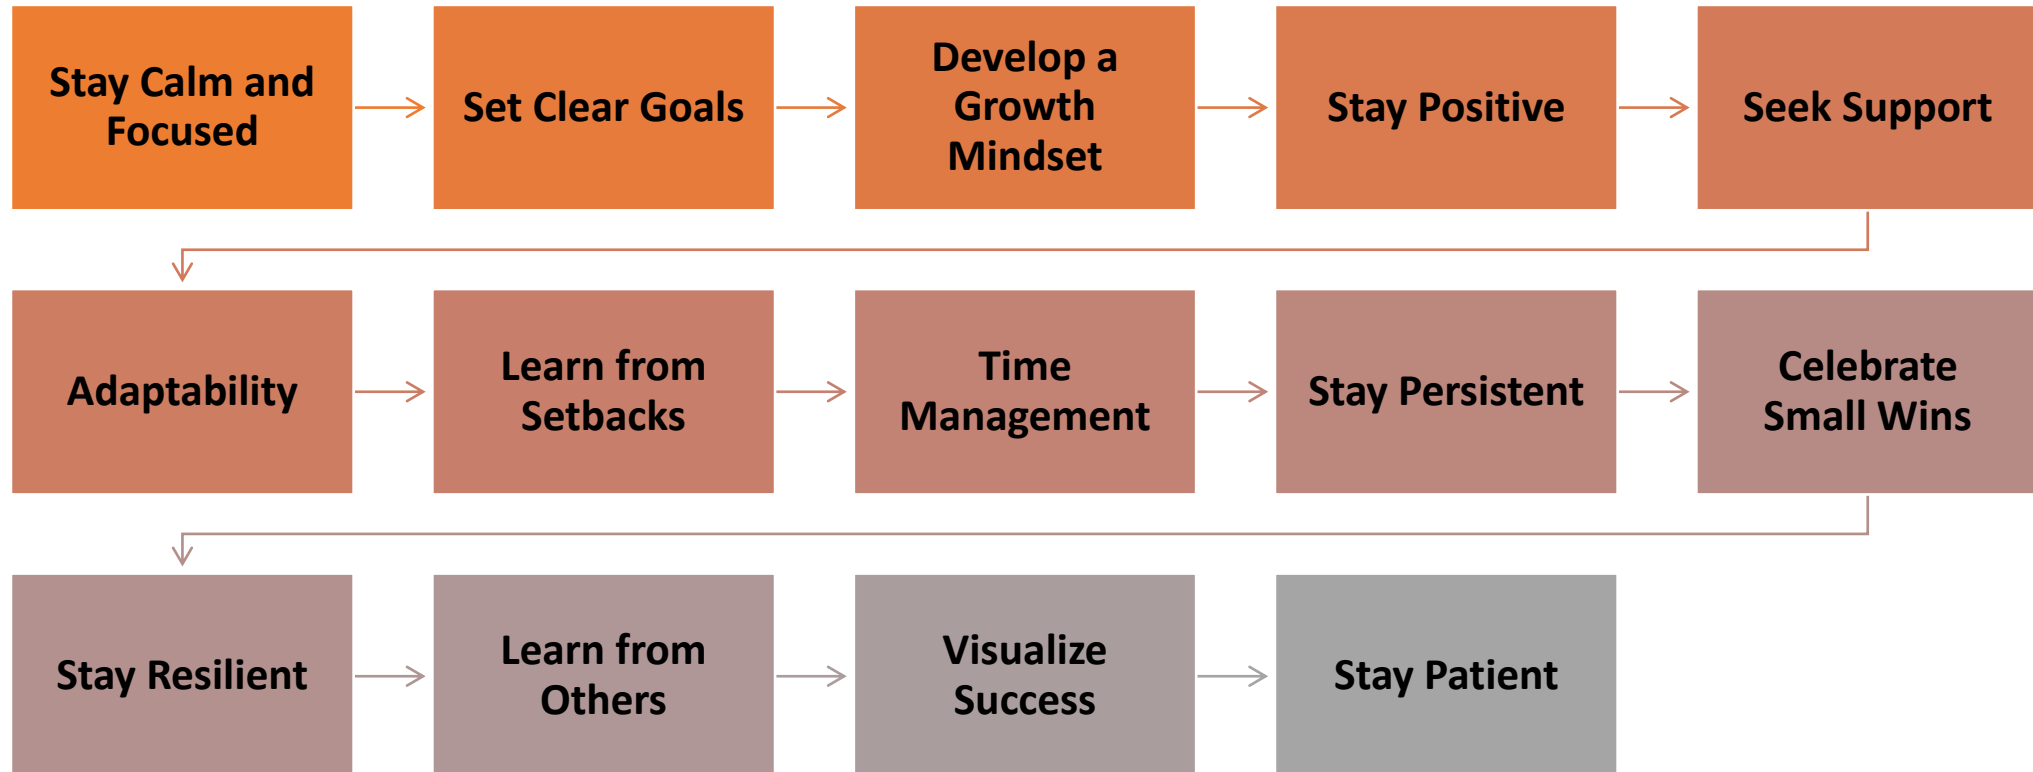 Stay Calm and
Focused
Set Clear Goals
Develop a
Growth
Mindset
Stay Positive
Seek Support
Adaptability
Learn from
Setbacks
Time
Management
Stay Persistent
Celebrate
Small Wins
Stay Resilient
Learn from
Others
Visualize
Success
Stay Patient